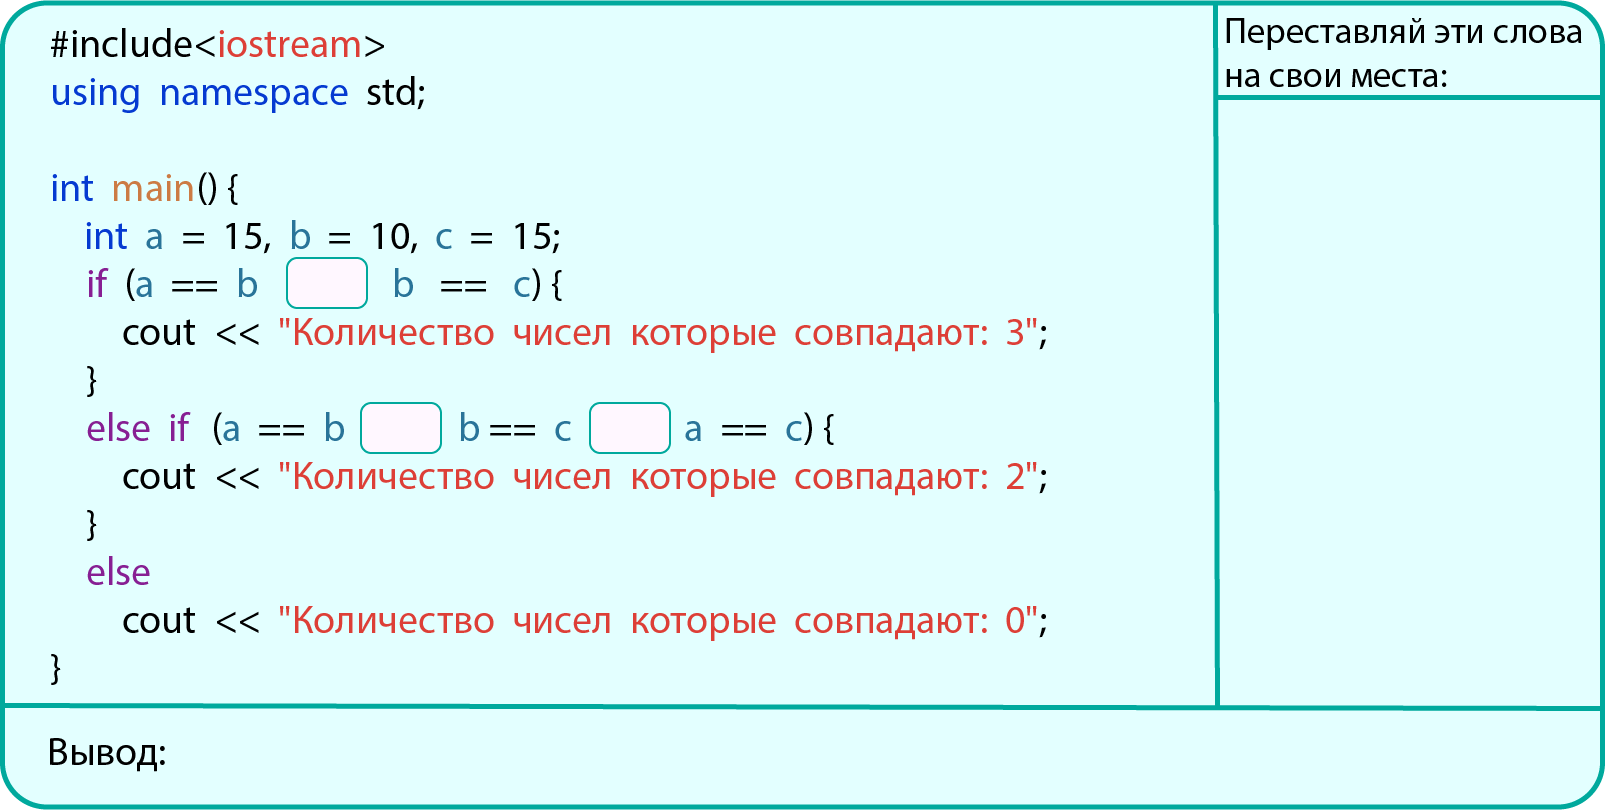 #include<iostream>
using namespace std;
int main() {
int a = 15, b = 10, c = 15;
if (a == b b == c) {
cout << "Количество чисел которые совпадают: 3";
}
else if (a == b b == c a == c) {
cout << "Количество чисел которые совпадают: 2";
}
else
cout << "Количество чисел которые совпадают: 0";
}
Переставляй эти слова
на свои места:
Вывод: